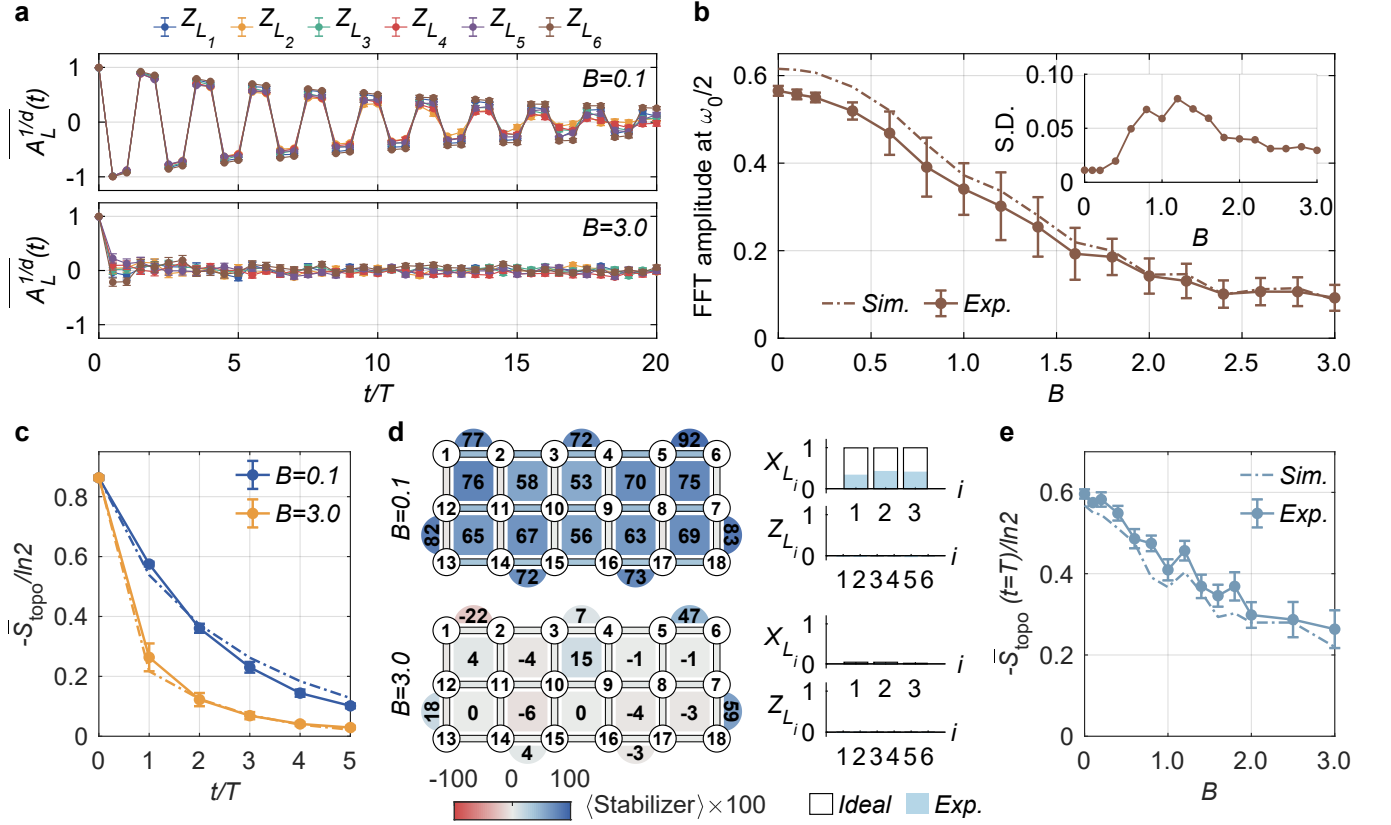 a
Z_L1 Z_L2 Z_L3 Z_L4 Z_L5 Z_L6
B=0.1
1
0
-1
A_L^{1/d}(t)
B=3.0
1
0
-1
A_L^{1/d}(t)
0 5 10 15 20
t/T
b
FFT amplitude at ω_0/2
0.6
0.4
0.2
0
0 0.5 1.0 1.5 2.0 2.5 3.0
B
Sim. Exp.
S.D.
0.10
0.05
0
0 1.0 2.0 3.0
B
c
B=0.1
B=3.0
-S_topo/ln2
0.8
0.6
0.4
0.2
0
0 1 2 3 4 5
t/T
d
B=0.1
77 72 92
1 2 3 4 5 6
76 58 53 70 75
12 11 10 9 8 7
82 65 67 56 63 69 83
13 14 15 16 17 18
72 73
B=3.0
-22 7 47
1 2 3 4 5 6
4 -4 15 -1 -1
12 11 10 9 8 7
18 0 -6 0 -4 -3 59
13 14 15 16 17 18
4 -3
-100 0 100
⟨Stabilizer⟩×100
X_Li
1
0
i
1 2 3
Z_Li
1
0
i
1 2 3 4 5 6
X_Li
1
0
i
1 2 3
Z_Li
1
0
i
1 2 3 4 5 6
Ideal Exp.
e
Sim.
Exp.
-S_topo (t=T)/ln2
0.6
0.4
0.2
0
0 1.0 2.0 3.0
B